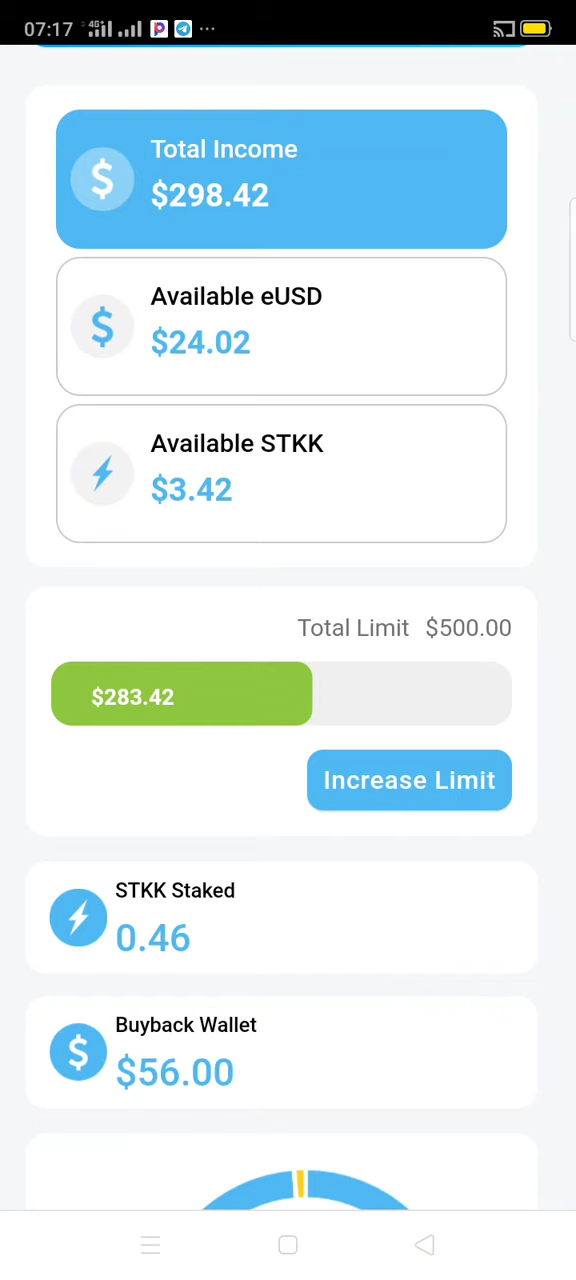 07:17 4G+
Total Income
$298.42
Available eUSD
$24.02
Available STKK
$3.42
Total Limit $500.00
$283.42
Increase Limit
STKK Staked
0.46
Buyback Wallet
$56.00